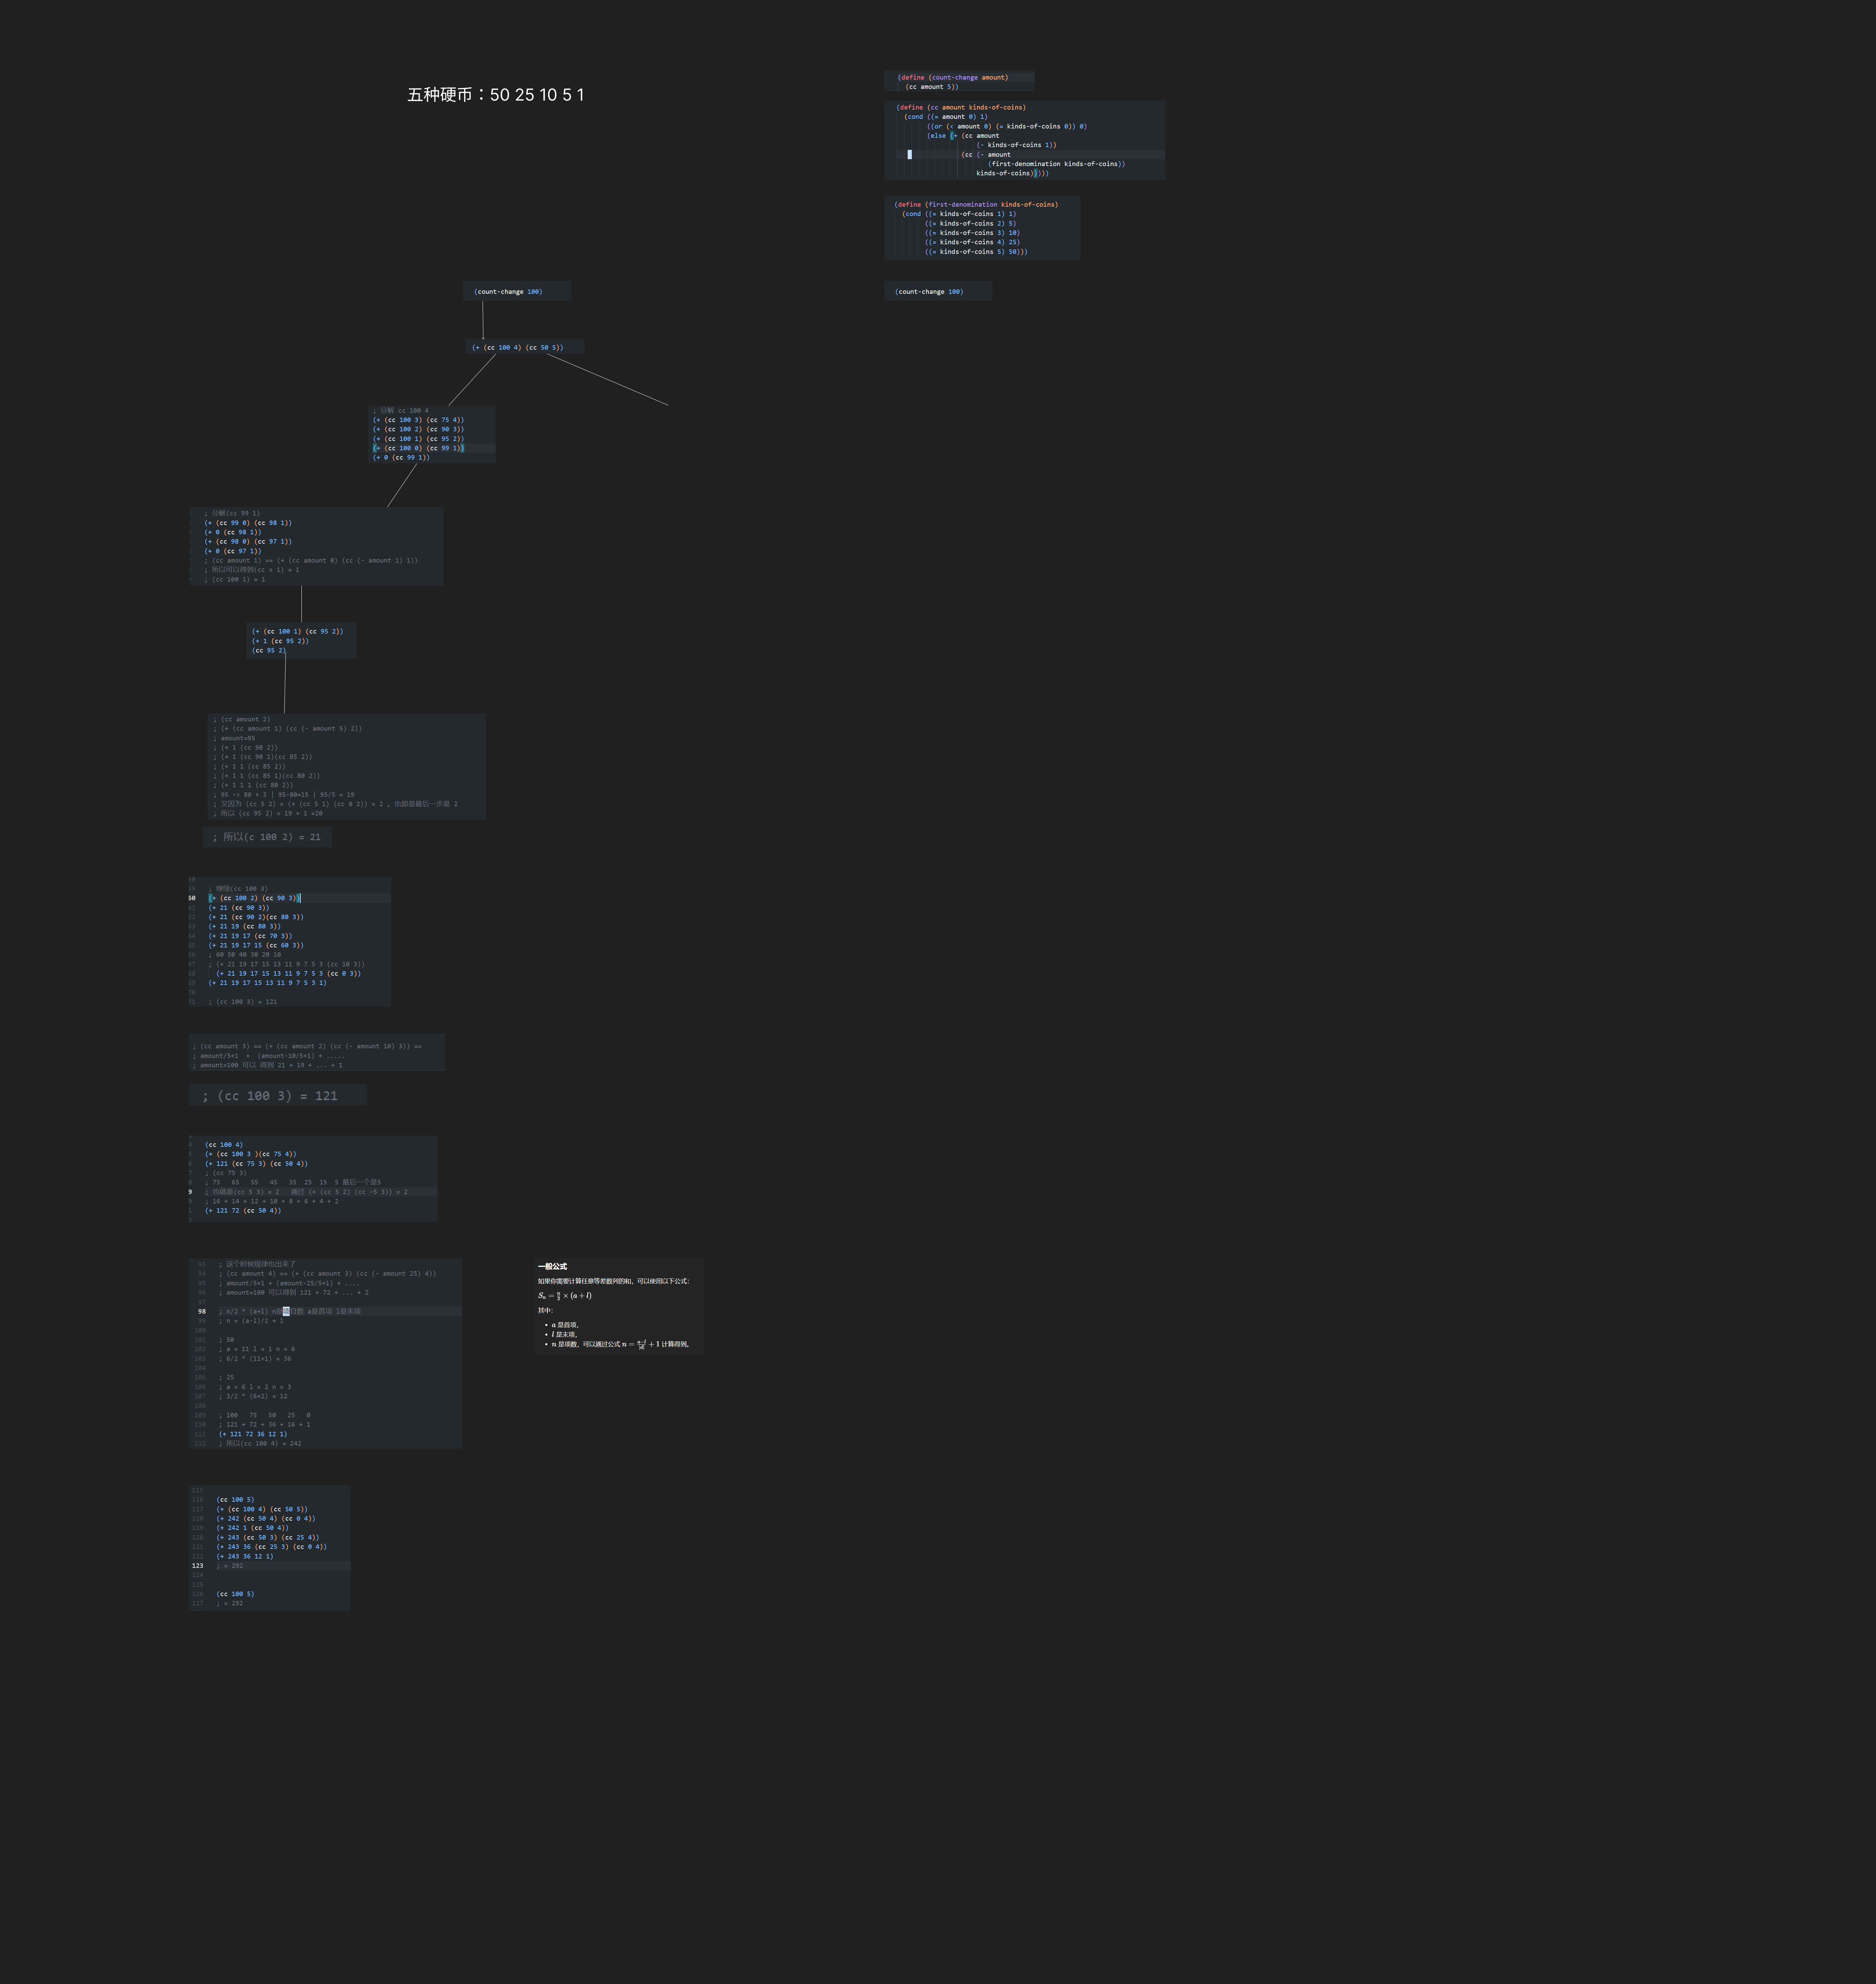 五种硬币：50 25 10 5 1
(define (count-change amount)
(cc amount 5))
(define (cc amount kinds-of-coins)
(cond ((= amount 0) 1)
((or (< amount 0) (= kinds-of-coins 0)) 0)
(else (+ (cc amount
(- kinds-of-coins 1))
(cc (- amount
(first-denomination kinds-of-coins))
kinds-of-coins)))))
(define (first-denomination kinds-of-coins)
(cond ((= kinds-of-coins 1) 1)
((= kinds-of-coins 2) 5)
((= kinds-of-coins 3) 10)
((= kinds-of-coins 4) 25)
((= kinds-of-coins 5) 50)))
(count-change 100)
(count-change 100)
(+ (cc 100 4) (cc 50 5))
; 分解 cc 100 4
(+ (cc 100 3) (cc 75 4))
(+ (cc 100 2) (cc 90 3))
(+ (cc 100 1) (cc 95 2))
(+ (cc 100 0) (cc 99 1))
(+ 0 (cc 99 1))
; 分解(cc 99 1)
(+ (cc 99 0) (cc 98 1))
(+ 0 (cc 98 1))
(+ (cc 98 0) (cc 97 1))
(+ 0 (cc 97 1))
; (cc amount 1) == (+ (cc amount 0) (cc (- amount 1) 1))
; 所以可以得到(cc x 1) = 1
; (cc 100 1) = 1
(+ (cc 100 1) (cc 95 2))
(+ 1 (cc 95 2))
(cc 95 2)
; (cc amount 2)
; (+ (cc amount 1) (cc (- amount 5) 2))
; amount=95
; (+ 1 (cc 90 2))
; (+ 1 (cc 90 1)(cc 85 2))
; (+ 1 1 (cc 85 2))
; (+ 1 1 (cc 85 1)(cc 80 2))
; (+ 1 1 1 (cc 80 2))
; 95 -> 80 + 3 | 95-80=15 | 95/5 = 19
; 又因为 (cc 5 2) = (+ (cc 5 1) (cc 0 2)) = 2 , 也即是最后一步是 2
; 所以 (cc 95 2) = 19 + 1 =20
; 所以(c 100 2) = 21
; 继续(cc 100 3)
60 (+ (cc 100 2) (cc 90 3))
61 (+ 21 (cc 90 3))
62 (+ 21 (cc 90 2)(cc 80 3))
63 (+ 21 19 (cc 80 3))
64 (+ 21 19 17 (cc 70 3))
65 (+ 21 19 17 15 (cc 60 3))
66 ; 60 50 40 30 20 10
67 ; (+ 21 19 17 15 13 11 9 7 5 3 (cc 10 3))
68 (+ 21 19 17 15 13 11 9 7 5 3 (cc 0 3))
69 (+ 21 19 17 15 13 11 9 7 5 3 1)
70
71 ; (cc 100 3) = 121
; (cc amount 3) == (+ (cc amount 2) (cc (- amount 10) 3)) ==
; amount/5+1 + (amount-10/5+1) + .....
; amount=100 可以 得到 21 + 19 + ... + 1
; (cc 100 3) = 121
4 (cc 100 4)
5 (+ (cc 100 3 )(cc 75 4))
6 (+ 121 (cc 75 3) (cc 50 4))
7 ; (cc 75 3)
8 ; 75 65 55 45 35 25 15 5 最后一个是5
9 ; 也就是(cc 5 3) = 2 通过 (+ (cc 5 2) (cc -5 3)) = 2
0 ; 16 + 14 + 12 + 10 + 8 + 6 + 4 + 2
1 (+ 121 72 (cc 50 4))
93 ; 这个时候规律也出来了
94 ; (cc amount 4) == (+ (cc amount 3) (cc (- amount 25) 4))
95 ; amount/5+1 + (amount-25/5+1) + ....
96 ; amount=100 可以得到 121 + 72 + ... + 2
97
98 ; n/2 * (a+l) n是项目数 a是首项 l是末项
99 ; n = (a-l)/2 + 1
100
101 ; 50
102 ; a = 11 l = 1 n = 6
103 ; 6/2 * (11+1) = 36
104
105 ; 25
106 ; a = 6 l = 2 n = 3
107 ; 3/2 * (6+2) = 12
108
109 ; 100 75 50 25 0
110 ; 121 + 72 + 36 + 16 + 1
111 (+ 121 72 36 12 1)
112 ; 所以(cc 100 4) = 242
一般公式
如果你需要计算任意等差数列的和，可以使用以下公式：
Sn = n/2 × (a + l)
其中：
• a 是首项，
• l 是末项，
• n 是项数，可以通过公式 n = a−l/|d| + 1 计算得列。
115
116 (cc 100 5)
117 (+ (cc 100 4) (cc 50 5))
118 (+ 242 (cc 50 4) (cc 0 4))
119 (+ 242 1 (cc 50 4))
120 (+ 243 (cc 50 3) (cc 25 4))
121 (+ 243 36 (cc 25 3) (cc 0 4))
122 (+ 243 36 12 1)
123 ; = 292
124
125
126 (cc 100 5)
127 ; = 292